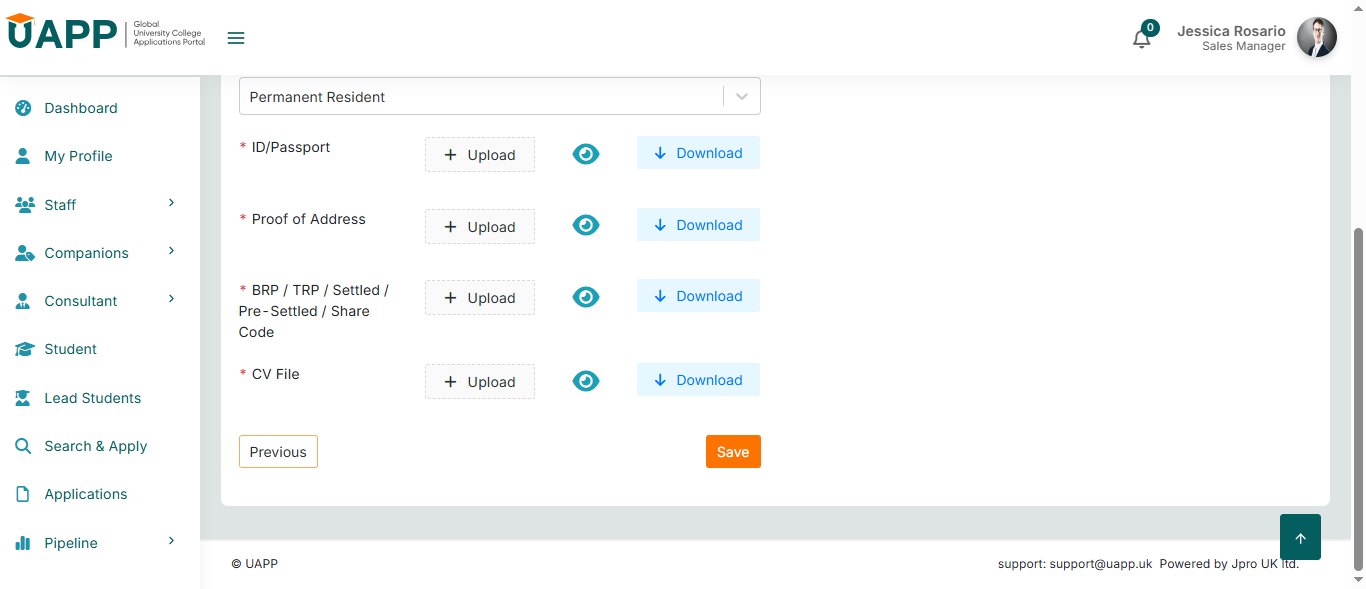 UAPP
Global
University College
Applications Portal
0
Jessica Rosario
Sales Manager
Dashboard
My Profile
Staff
Companions
Consultant
Student
Lead Students
Search & Apply
Applications
Pipeline
Permanent Resident
* ID/Passport
+ Upload
Download
* Proof of Address
+ Upload
Download
* BRP / TRP / Settled /
Pre-Settled / Share
Code
+ Upload
Download
* CV File
+ Upload
Download
Previous
Save
© UAPP
support: support@uapp.uk Powered by Jpro UK ltd.